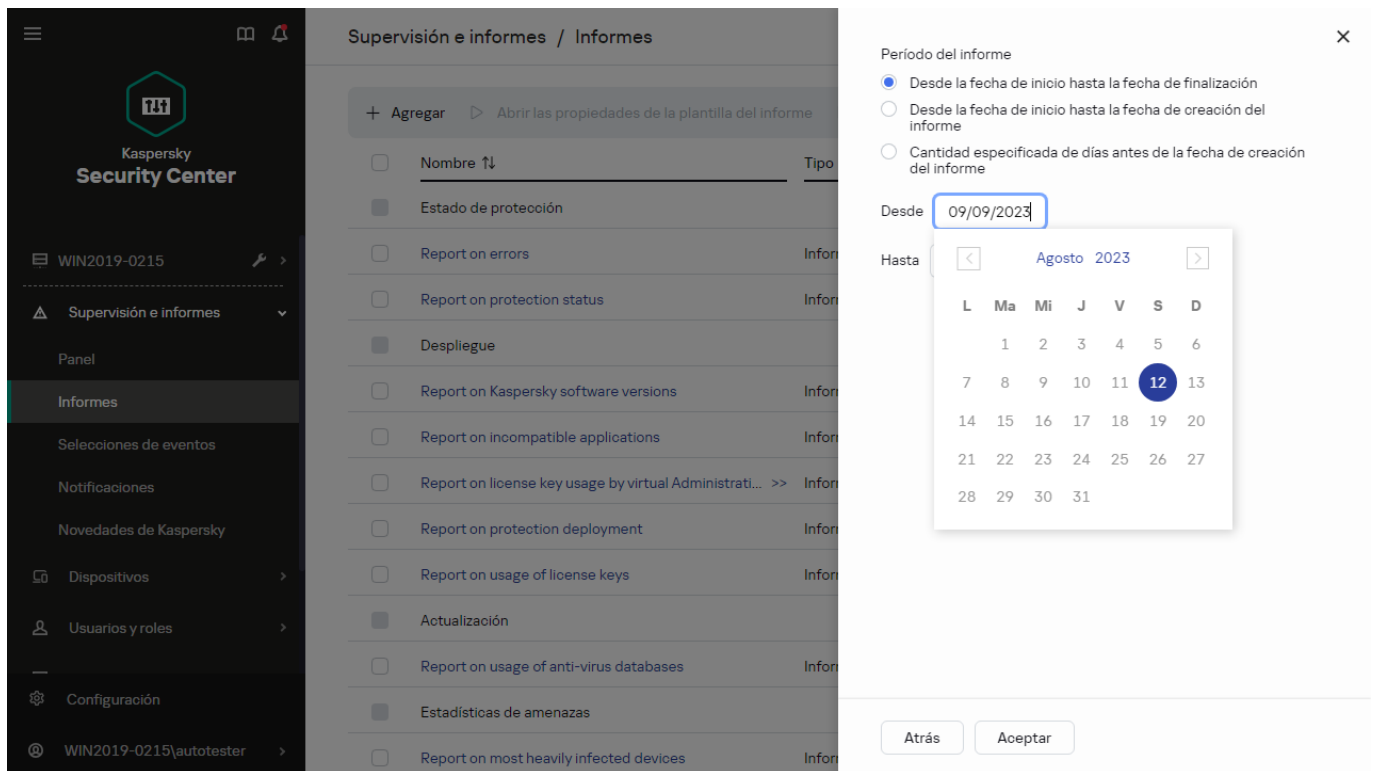 Kaspersky
Security Center
WIN2019-0215
Supervisión e informes
Panel
Informes
Selecciones de eventos
Notificaciones
Novedades de Kaspersky
Dispositivos
Usuarios y roles
Configuración
WIN2019-0215\autotester
Supervisión e informes / Informes
+ Agregar Abrir las propiedades de la plantilla del informe
Nombre Tipo
Estado de protección
Report on errors Infor
Report on protection status Infor
Despliegue
Report on Kaspersky software versions Infor
Report on incompatible applications Infor
Report on license key usage by virtual Administrati... >> Infor
Report on protection deployment Infor
Report on usage of license keys Infor
Actualización
Report on usage of anti-virus databases Infor
Estadísticas de amenazas
Report on most heavily infected devices Infor
Período del informe
Desde la fecha de inicio hasta la fecha de finalización
Desde la fecha de inicio hasta la fecha de creación del
informe
Cantidad especificada de días antes de la fecha de creación
del informe
Desde 09/09/2023
Hasta
Agosto 2023
L Ma Mi J V S D
1 2 3 4 5 6
7 8 9 10 11 12 13
14 15 16 17 18 19 20
21 22 23 24 25 26 27
28 29 30 31
Atrás Aceptar